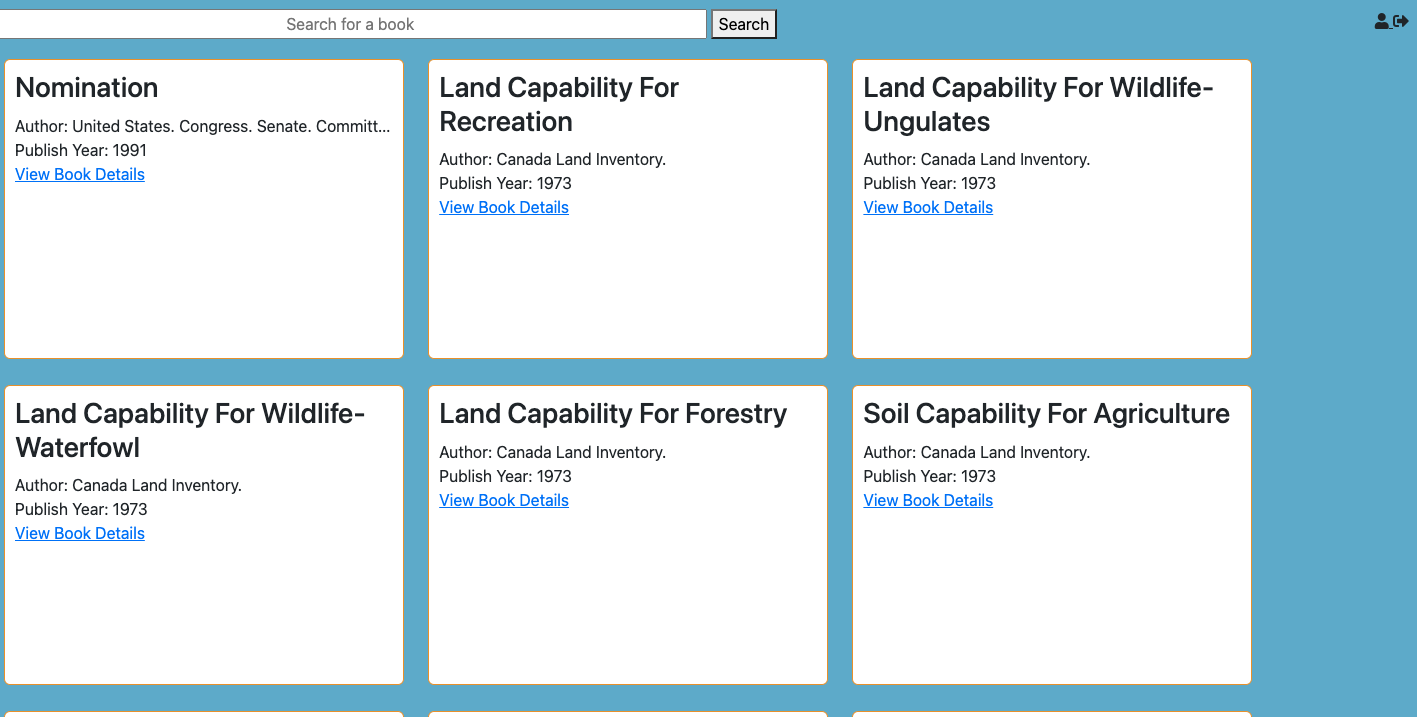 Search for a book Search
Nomination
Author: United States. Congress. Senate. Committ...
Publish Year: 1991
View Book Details
Land Capability For
Recreation
Author: Canada Land Inventory.
Publish Year: 1973
View Book Details
Land Capability For Wildlife-
Ungulates
Author: Canada Land Inventory.
Publish Year: 1973
View Book Details
Land Capability For Wildlife-
Waterfowl
Author: Canada Land Inventory.
Publish Year: 1973
View Book Details
Land Capability For Forestry
Author: Canada Land Inventory.
Publish Year: 1973
View Book Details
Soil Capability For Agriculture
Author: Canada Land Inventory.
Publish Year: 1973
View Book Details